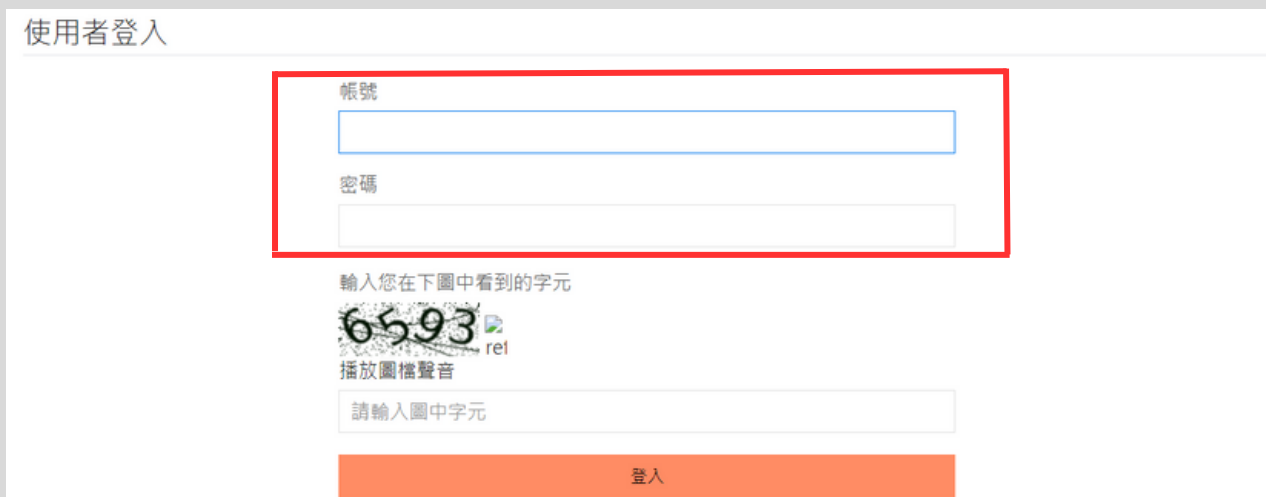 使用者登入
帳號
密碼
輸入您在下圖中看到的字元
6593
ref
播放圖檔聲音
請輸入圖中字元
登入